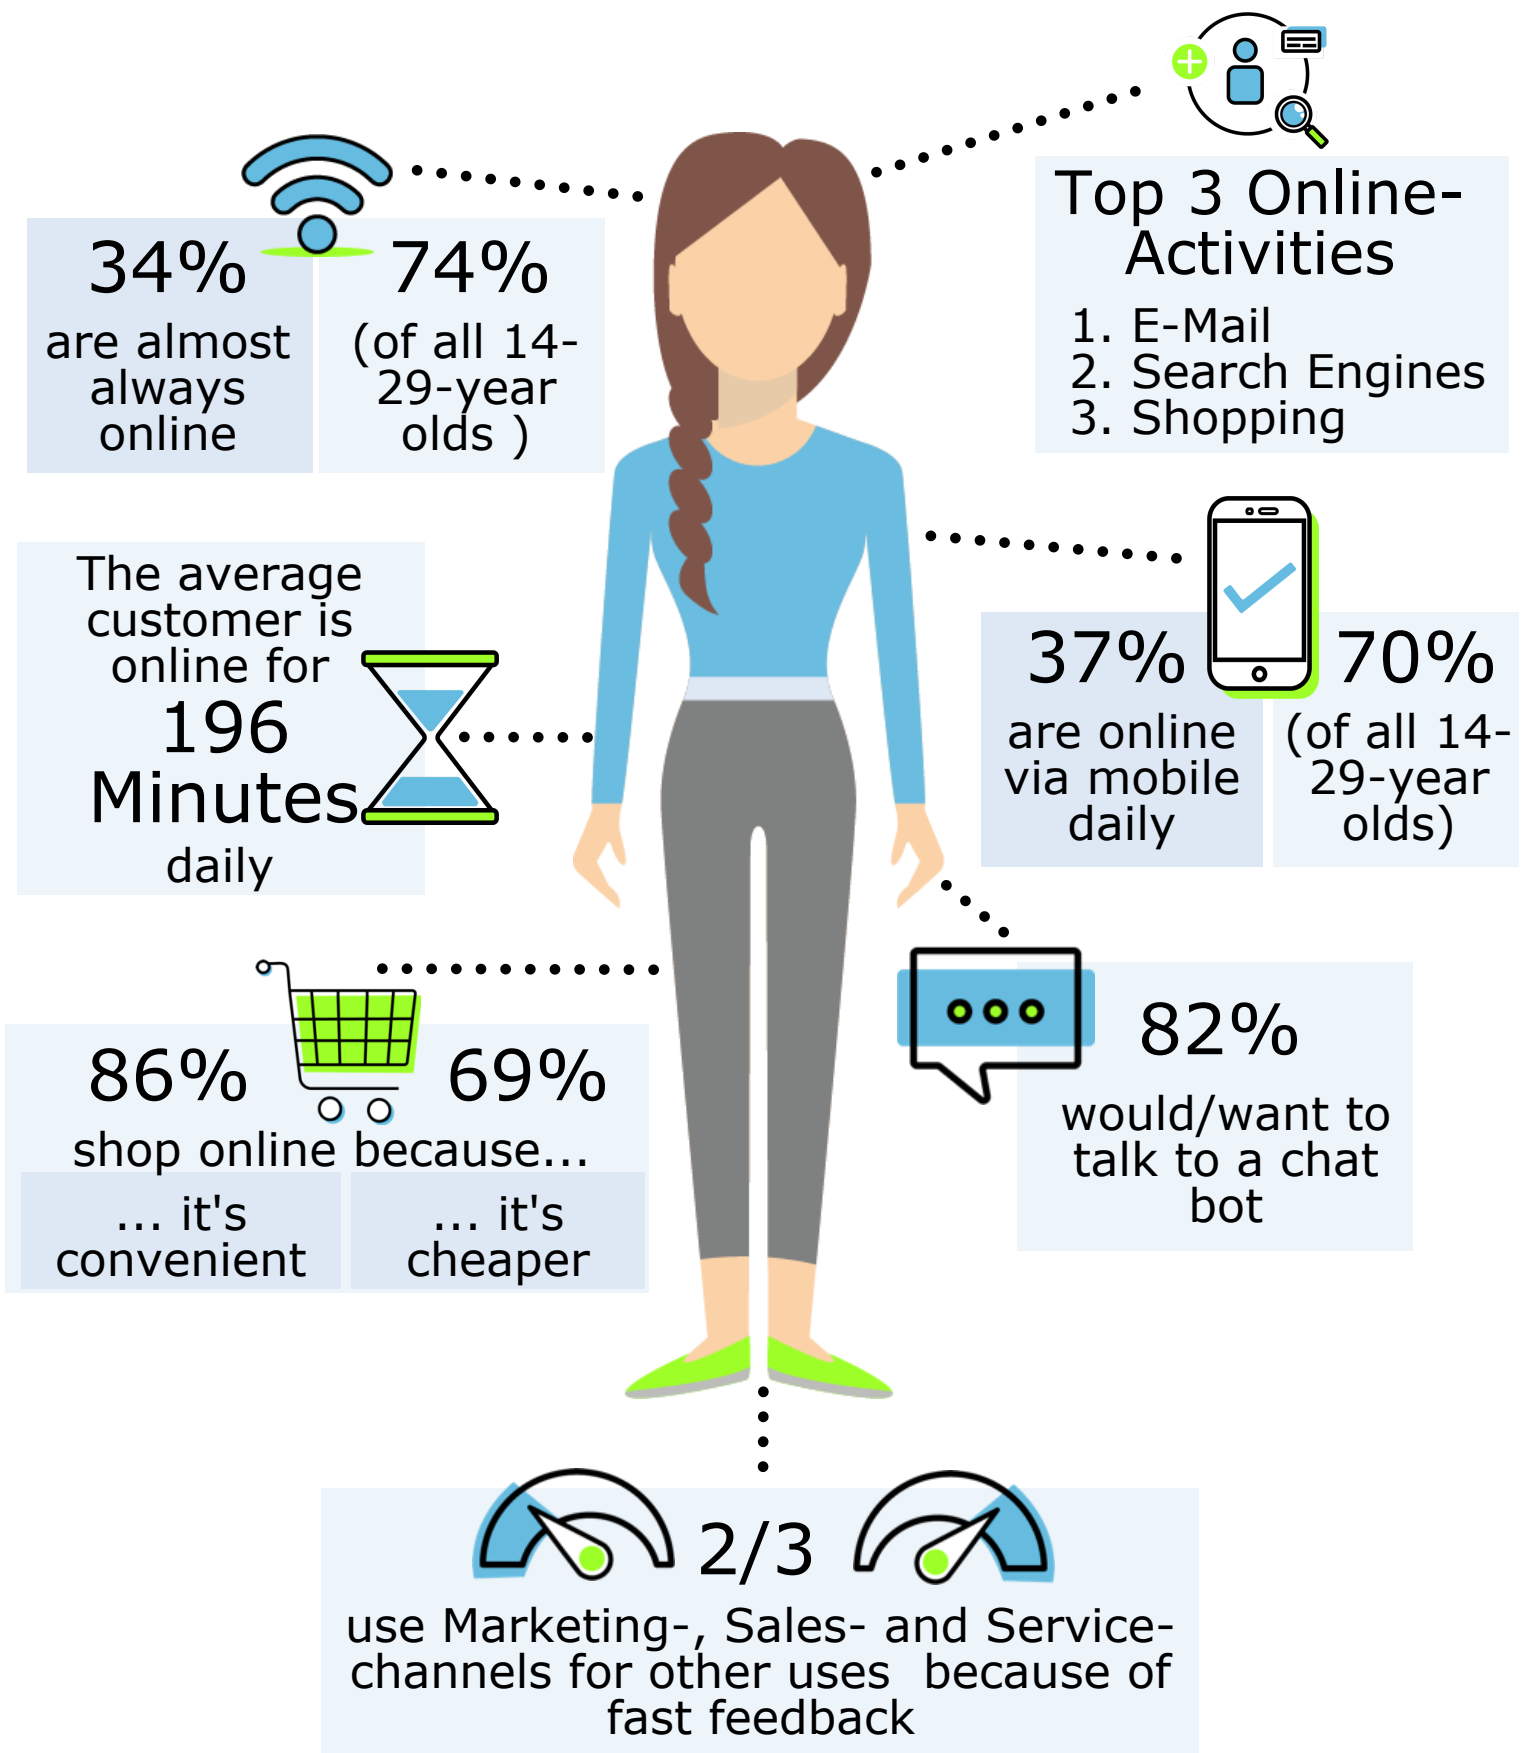 Top 3 Online-
Activities
1. E-Mail
2. Search Engines
3. Shopping
34%
are almost
always
online
74%
(of all 14-
29-year
olds )
The average
customer is
online for
196
Minutes
daily
37%
are online
via mobile
daily
70%
(of all 14-
29-year
olds)
86%
69%
shop online because...
... it's
convenient
... it's
cheaper
82%
would/want to
talk to a chat
bot
2/3
use Marketing-, Sales- and Service-
channels for other uses  because of
fast feedback